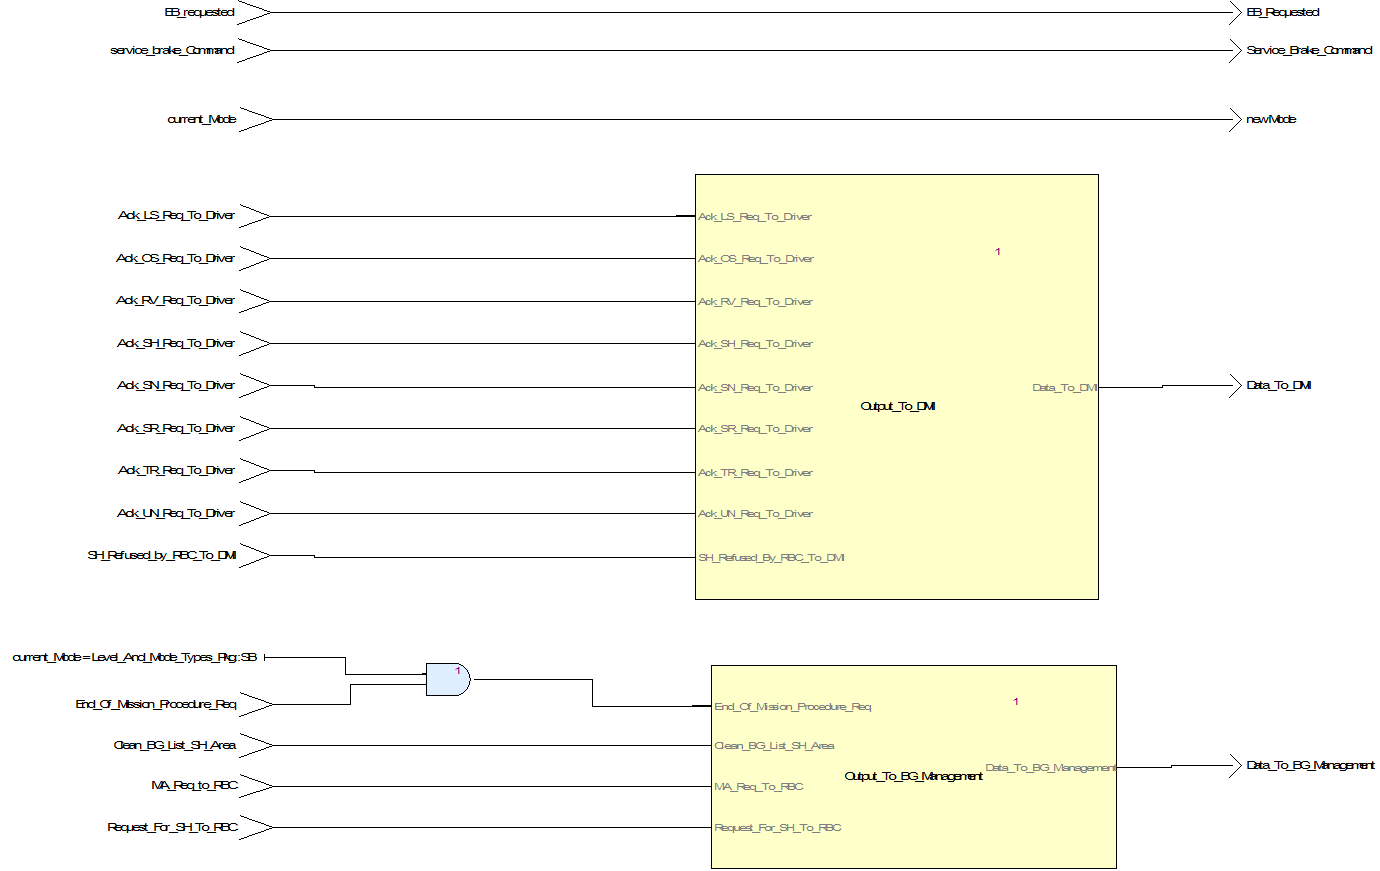 EB_requested
EB_Requested
service_brake_Command
Service_Brake_Command
current_Mode
newMode
Ack_LS_Req_To_Driver
Ack_LS_Req_To_Driver
1
Ack_OS_Req_To_Driver
Ack_OS_Req_To_Driver
Ack_RV_Req_To_Driver
Ack_RV_Req_To_Driver
Ack_SH_Req_To_Driver
Ack_SH_Req_To_Driver
Ack_SN_Req_To_Driver
Ack_SN_Req_To_Driver
Data_To_DMI
Data_To_DMI
Output_To_DMI
Ack_SR_Req_To_Driver
Ack_SR_Req_To_Driver
Ack_TR_Req_To_Driver
Ack_TR_Req_To_Driver
Ack_UN_Req_To_Driver
Ack_UN_Req_To_Driver
SH_Refused_by_RBC_To_DMI
SH_Refused_By_RBC_To_DMI
current_Mode = Level_And_Mode_Types_Pkg::SB
1
End_Of_Mission_Procedure_Req
End_Of_Mission_Procedure_Req
1
Clean_BG_List_SH_Area
Clean_BG_List_SH_Area
Data_To_BG_Management
Data_To_BG_Management
Output_To_BG_Management
MA_Req_to_RBC
MA_Req_To_RBC
Request_For_SH_To_RBC
Request_For_SH_To_RBC